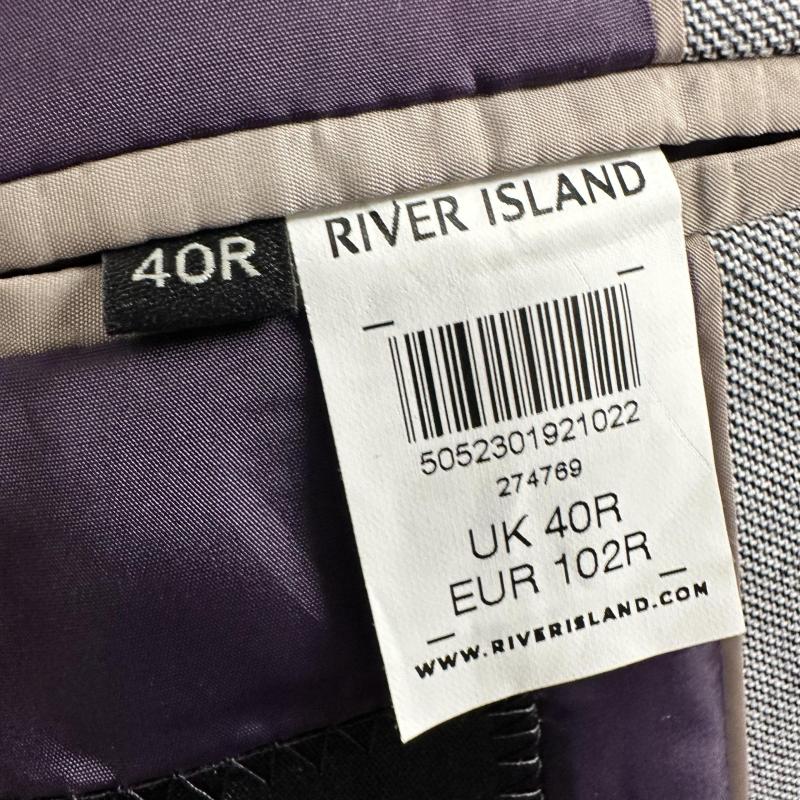 40R
RIVER ISLAND
5052301921022
274769
UK 40R
EUR 102R
WWW.RIVERISLAND.COM